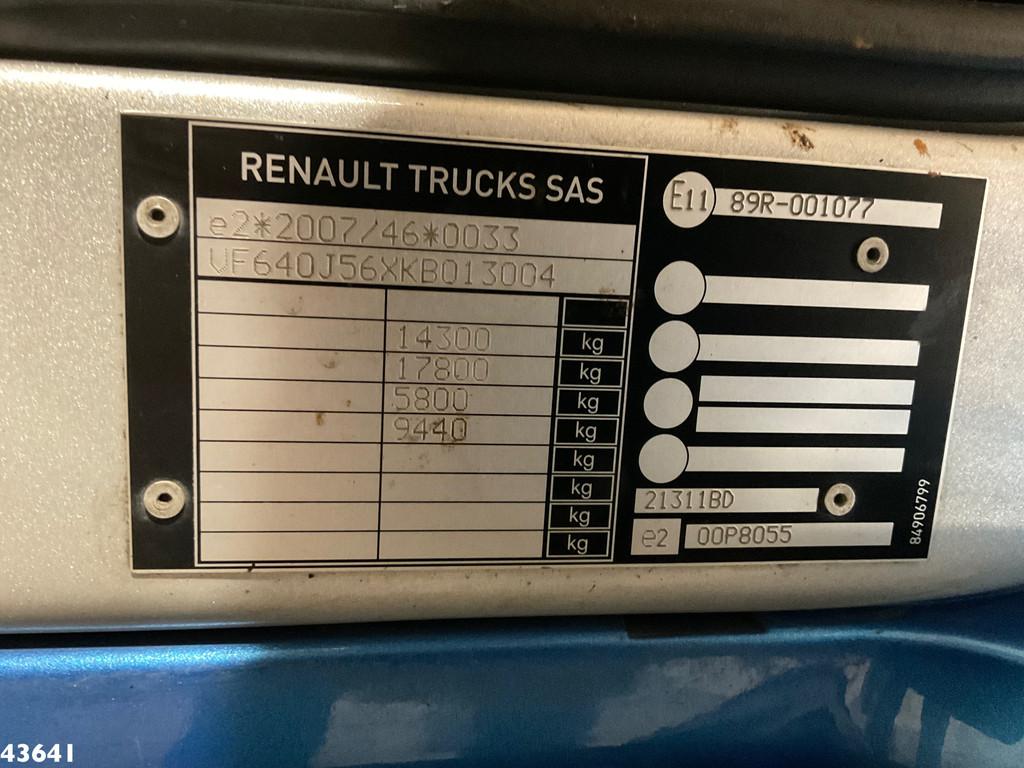 RENAULT TRUCKS SAS
e2*2007/46*0033
VF640J56XKB013004
14300 kg
17800 kg
5800 kg
9440 kg
kg
kg
kg
kg
E11 89R-001077
21311BD
e2 00P8055
84906799
43641